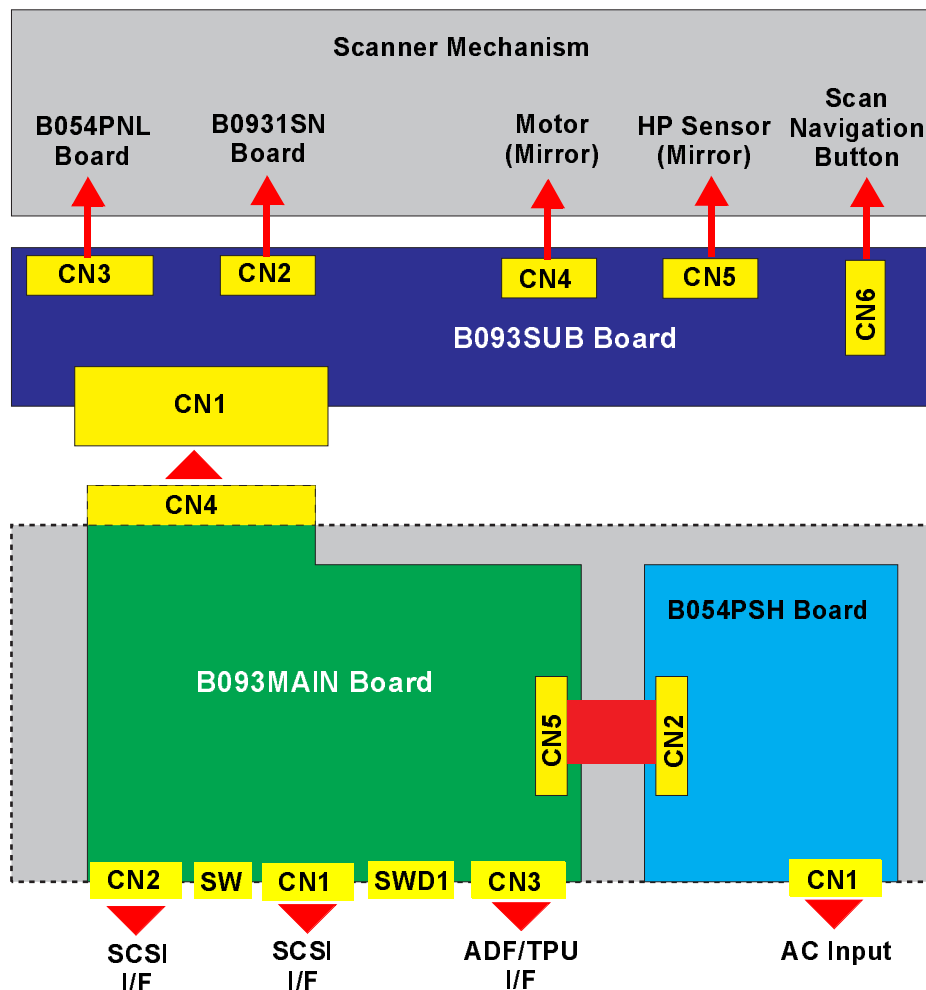 Scanner Mechanism
B054PNL
Board
B0931SN
Board
Motor
(Mirror)
HP Sensor
(Mirror)
Scan
Navigation
Button
CN3
CN2
CN4
CN5
CN6
B093SUB Board
CN1
CN4
B054PSH Board
B093MAIN Board
CN5
CN2
CN2
SW
CN1
SWD1
CN3
CN1
SCSI
I/F
SCSI
I/F
ADF/TPU
I/F
AC Input